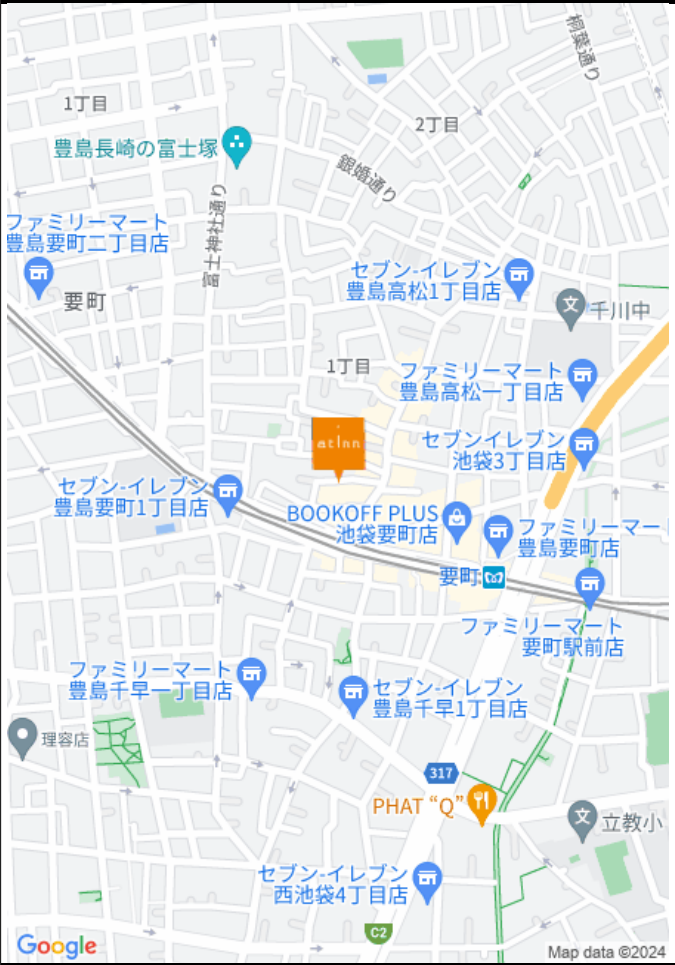 桐葉通り
1丁目
2丁目
豊島長崎の富士塚
銀婚通り
富士神社通り
ファミリーマート
豊島要町二丁目店
セブン-イレブン
豊島高松1丁目店
要町
千川中
1丁目
ファミリーマート
豊島高松一丁目店
atInn
セブンイレブン
池袋3丁目店
セブン-イレブン
豊島要町1丁目店
BOOKOFF PLUS
池袋要町店
ファミリーマー
豊島要町店
要町
ファミリーマート
要町駅前店
ファミリーマート
豊島千早一丁目店
セブン-イレブン
豊島千早1丁目店
理容店
317
PHAT “Q”
立教小
セブン-イレブン
西池袋4丁目店
C2
Google
Map data ©2024